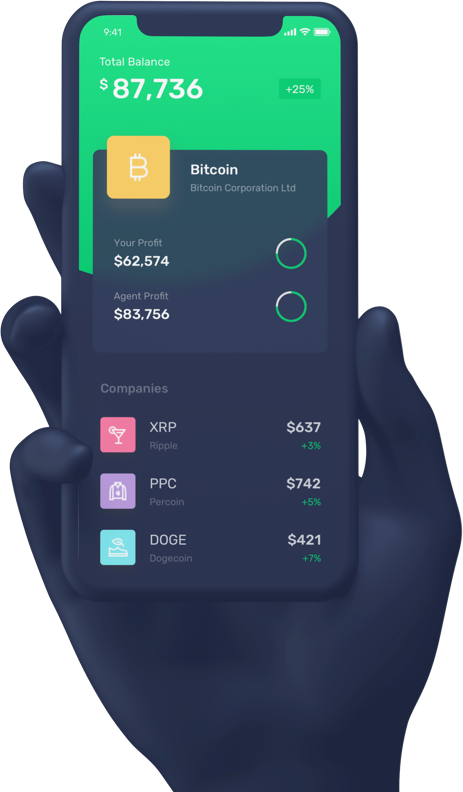 9:41
Total Balance
$ 87,736
+25%
Bitcoin
Bitcoin Corporation Ltd
Your Profit
$62,574
Agent Profit
$83,756
Companies
XRP $637
Ripple +3%
PPC $742
Percoin +5%
DOGE $421
Dogecoin +7%